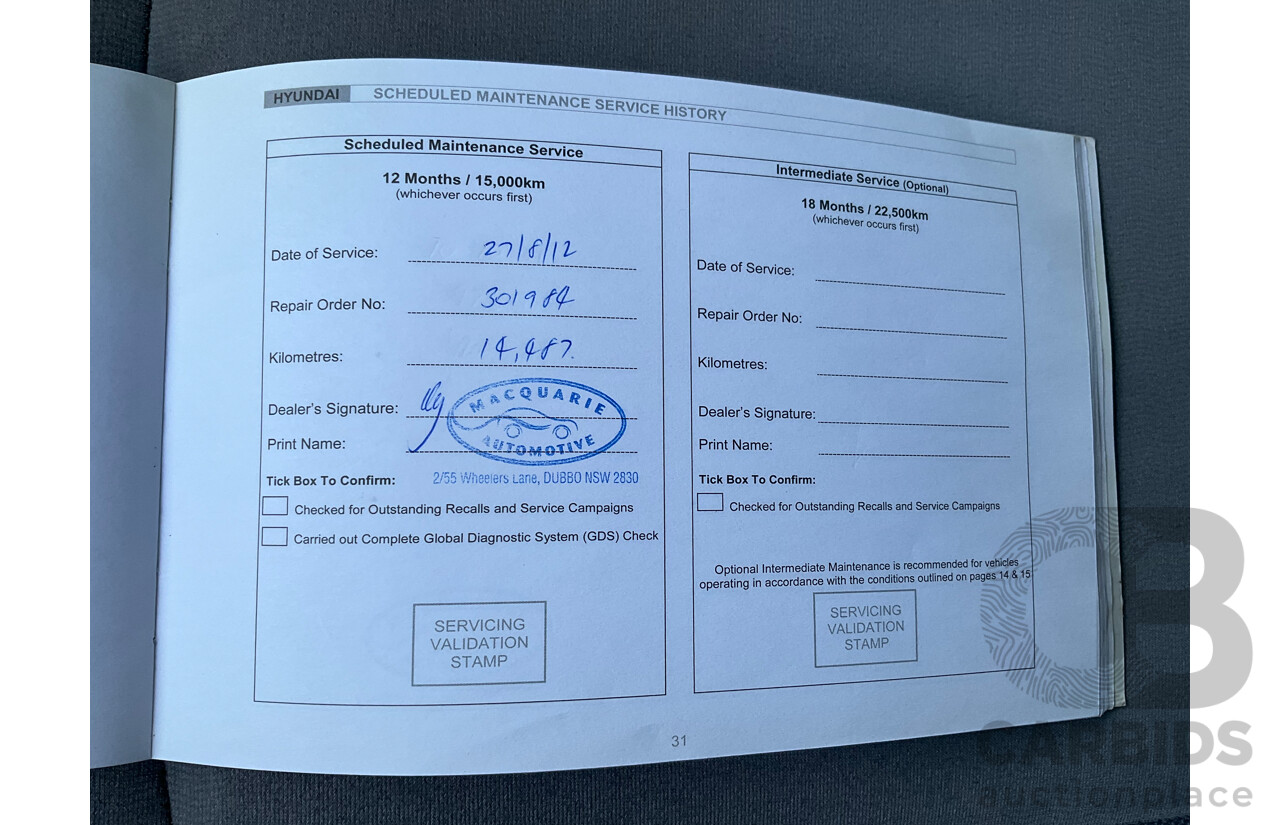 HYUNDAI SCHEDULED MAINTENANCE SERVICE HISTORY
Scheduled Maintenance Service
12 Months / 15,000km
(whichever occurs first)
Date of Service: 27/8/12
Repair Order No: 301984
Kilometres: 14,487.
Dealer's Signature:
Print Name:
MACQUARIE
AUTOMOTIVE
2/55 Wheelers Lane, DUBBO NSW 2830
Tick Box To Confirm:
Checked for Outstanding Recalls and Service Campaigns
Carried out Complete Global Diagnostic System (GDS) Check
SERVICING
VALIDATION
STAMP
Intermediate Service (Optional)
18 Months / 22,500km
(whichever occurs first)
Date of Service:
Repair Order No:
Kilometres:
Dealer's Signature:
Print Name:
Tick Box To Confirm:
Checked for Outstanding Recalls and Service Campaigns
Optional Intermediate Maintenance is recommended for vehicles
operating in accordance with the conditions outlined on pages 14 & 15
SERVICING
VALIDATION
STAMP
31
CB
CARBIDS
auctionplace